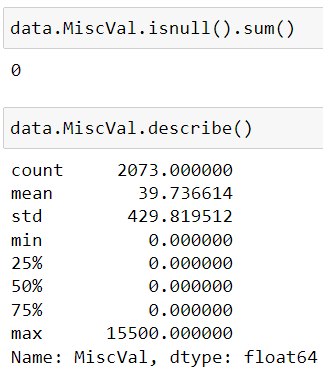 data.MiscVal.isnull().sum()
0
data.MiscVal.describe()
count     2073.000000
mean        39.736614
std        429.819512
min          0.000000
25%          0.000000
50%          0.000000
75%          0.000000
max      15500.000000
Name: MiscVal, dtype: float64